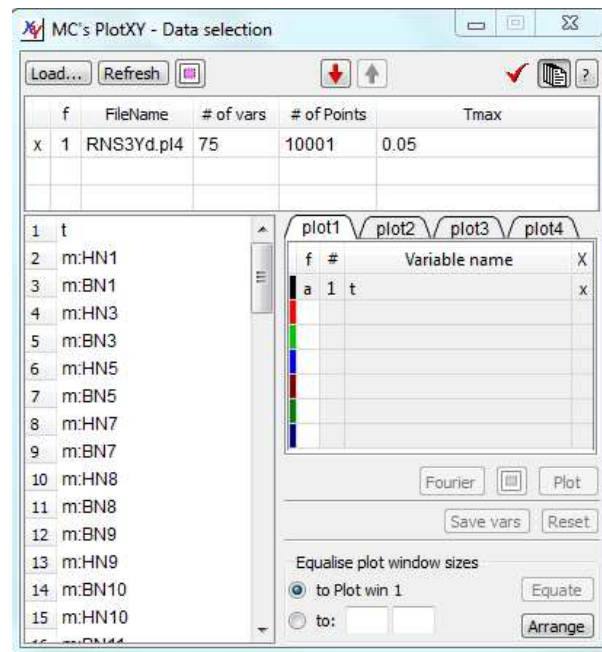 MC's PlotXY - Data selection
Load... Refresh ?
f FileName # of vars # of Points Tmax
x 1 RNS3Yd.pl4 75 10001 0.05
1 t
2 m:HN1
3 m:BN1
4 m:HN3
5 m:BN3
6 m:HN5
7 m:BN5
8 m:HN7
9 m:BN7
10 m:HN8
11 m:BN8
12 m:BN9
13 m:HN9
14 m:BN10
15 m:HN10
plot1 plot2 plot3 plot4
f # Variable name X
a 1 t x
Fourier Plot
Save vars Reset
Equalise plot window sizes
to Plot win 1 Equate
to: Arrange